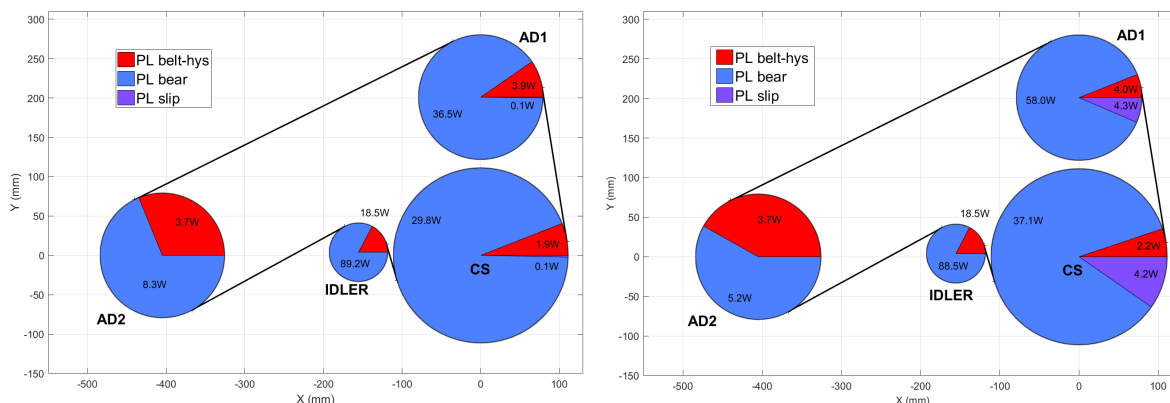 300
250
200
150
100
50
0
-50
-100
-150
Y (mm)
-500
-400
-300
-200
-100
0
100
X (mm)
PL belt-hys
PL bear
PL slip
AD1
3.9W
0.1W
36.5W
29.8W
1.9W
0.1W
CS
18.5W
89.2W
IDLER
3.7W
8.3W
AD2
300
250
200
150
100
50
0
-50
-100
-150
Y (mm)
-500
-400
-300
-200
-100
0
100
X (mm)
PL belt-hys
PL bear
PL slip
AD1
4.0W
4.3W
58.0W
37.1W
2.2W
4.2W
CS
18.5W
88.5W
IDLER
3.7W
5.2W
AD2